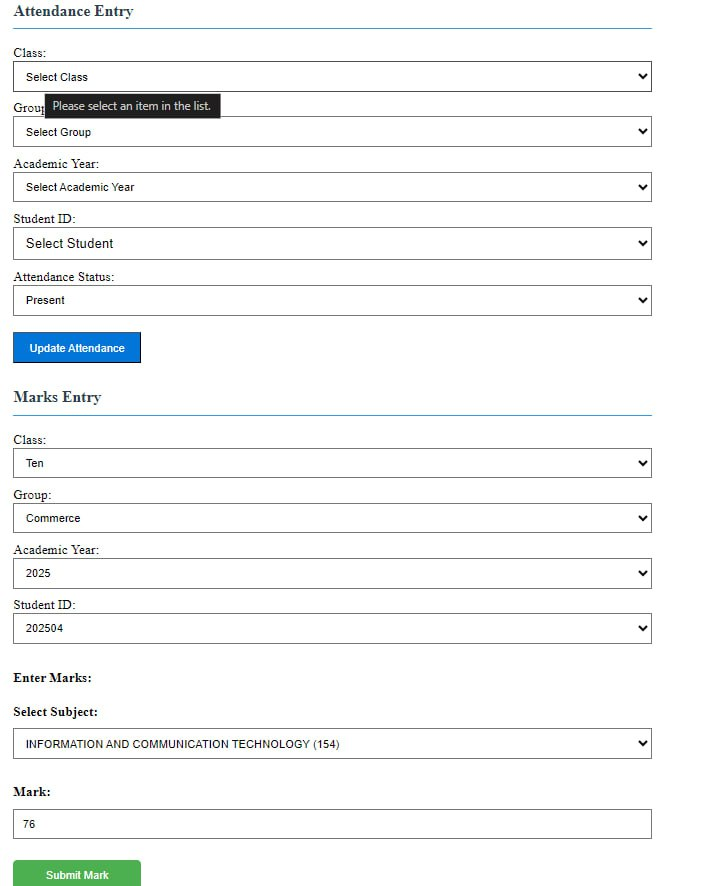 Attendance Entry
Class:
Select Class
Please select an item in the list.
Group
Select Group
Academic Year:
Select Academic Year
Student ID:
Select Student
Attendance Status:
Present
Update Attendance
Marks Entry
Class:
Ten
Group:
Commerce
Academic Year:
2025
Student ID:
202504
Enter Marks:
Select Subject:
INFORMATION AND COMMUNICATION TECHNOLOGY (154)
Mark:
76
Submit Mark